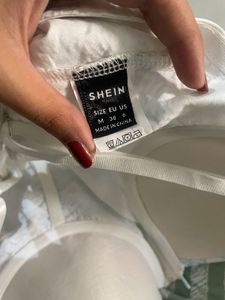 SHEIN
SIZE EU US
M 38 6
MADE IN CHINA